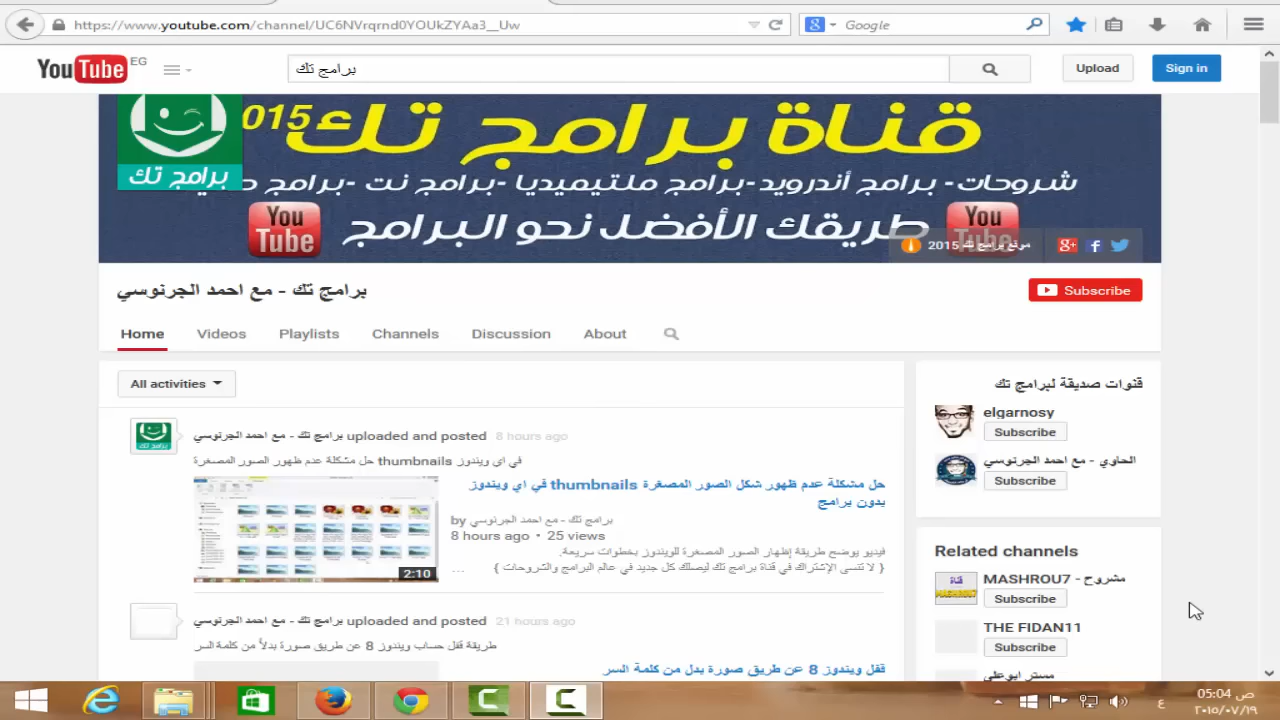 https://www.youtube.com/channel/UC6NVrqrnd0YOUkZYAa3__Uw
Google
YouTube EG
برامج تك
Upload
Sign in
قناة برامج تك 015
شروحات- برامج أندرويد-برامج ملتيميديا -برامج نت -برامج
طريقك الأفضل نحو البرامج
You Tube
You
برامج تك
موقع برامج تك 2015
برامج تك - مع احمد الجرنوسي
Subscribe
Home Videos Playlists Channels Discussion About
All activities
برامج تك - مع احمد الجرنوسي uploaded and posted 8 hours ago
حل مشكلة عدم ظهور الصور المصغرة thumbnails في اي ويندوز
حل مشكلة عدم ظهور شكل الصور المصغرة thumbnails في اي ويندوز
بدون برامج
by برامج تك - مع احمد الجرنوسي
8 hours ago • 25 views
فيديو يوضح طريقة إظهار الصور المصغرة للويندوز بخطوات سريعة.
{ لا تنسى الإشتراك في قناة برامج تك ليصلك كل جديد في عالم البرامج والشروحات } ...
2:10
برامج تك - مع احمد الجرنوسي uploaded and posted 21 hours ago
طريقة قفل حساب ويندوز 8 عن طريق صورة بدلاً من كلمة السر
قفل ويندوز 8 عن طريق صورة بدل من كلمة السر
قنوات صديقة لبرامج تك
elgarnosy
Subscribe
الحاوي - مع احمد الجرنوسي
Subscribe
Related channels
MASHROU7 - مشروح
قناة
MASHROU7
Subscribe
THE FIDAN11
Subscribe
مستر ابوعلي
ع
05:04 ص
٢٠١٥/٠٧/١٩